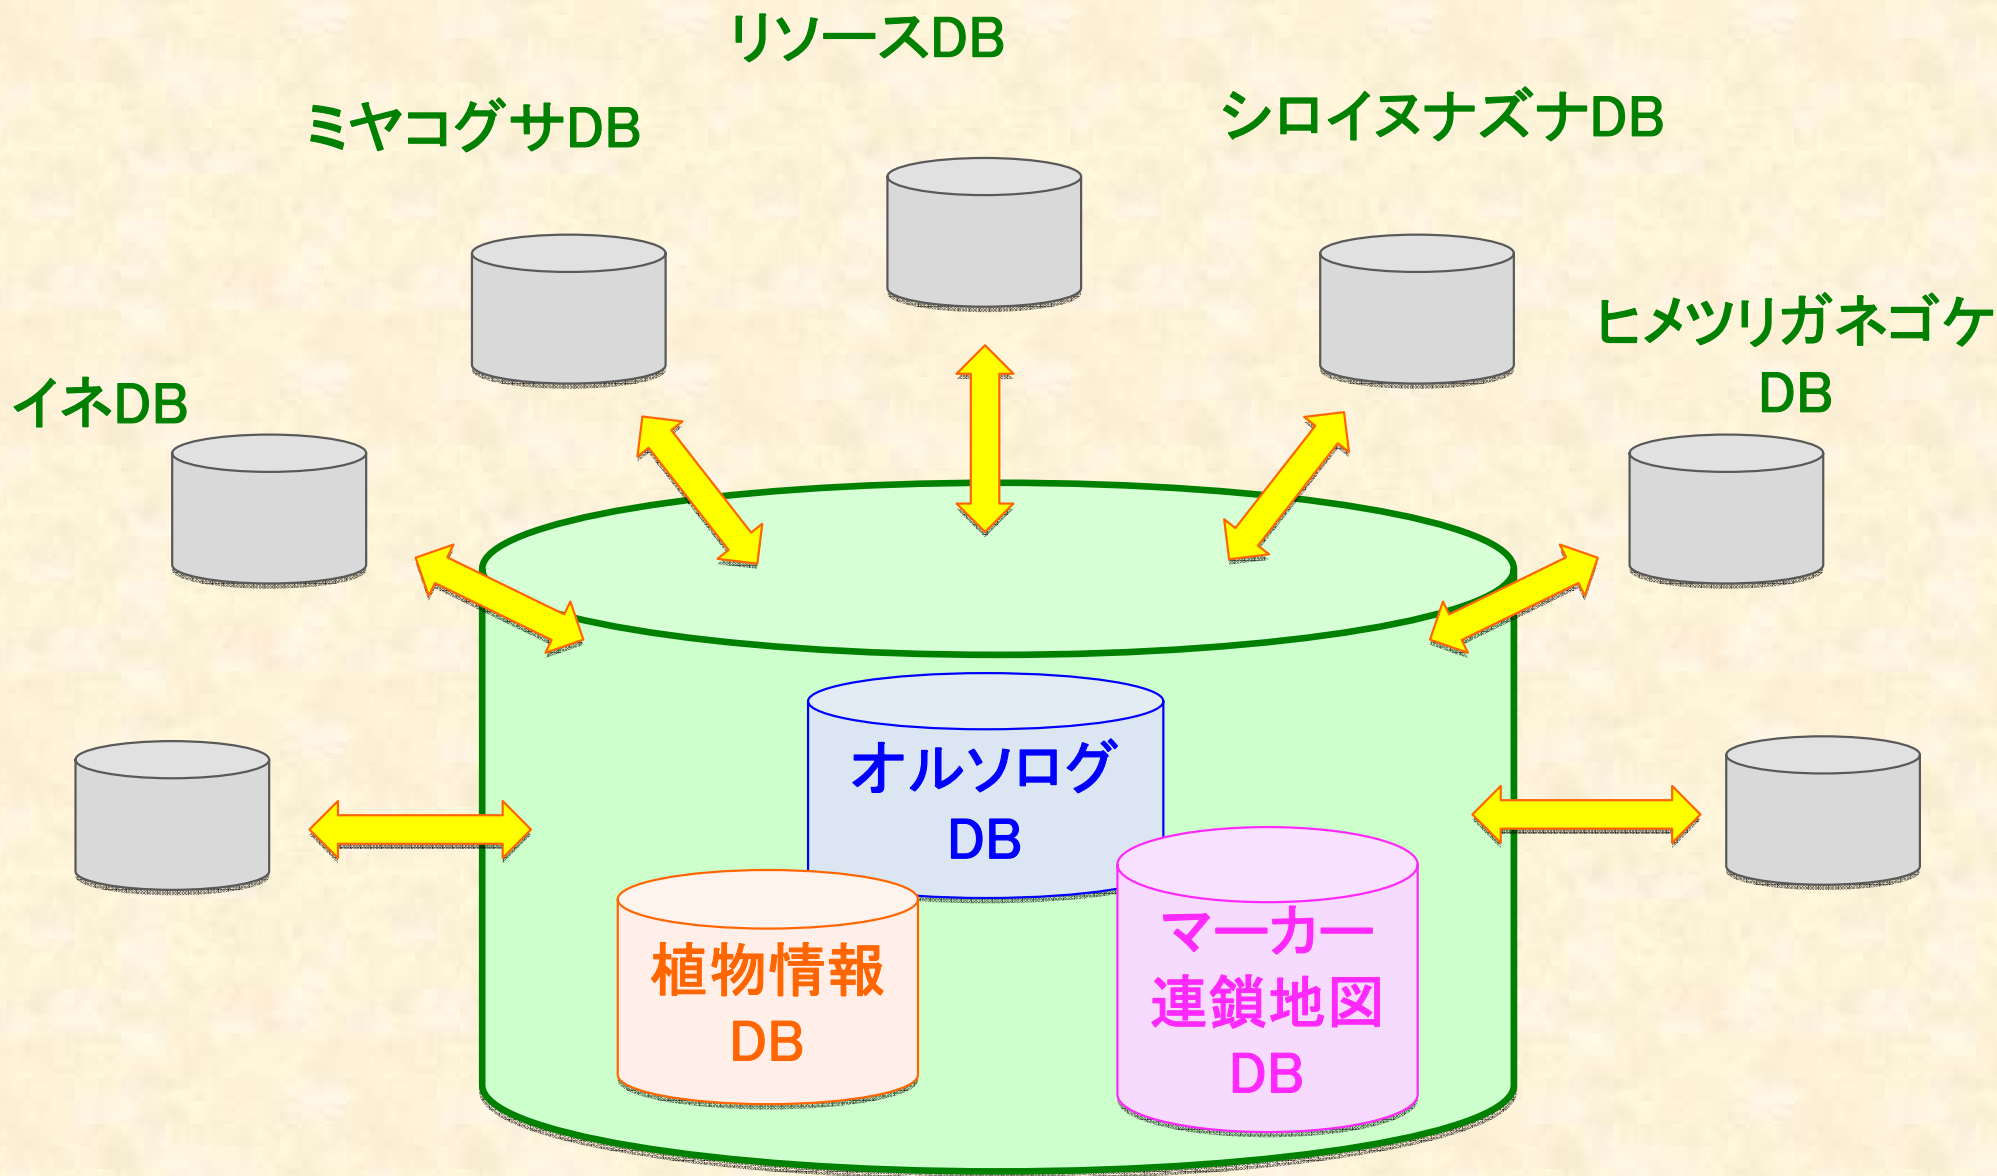 リソースDB
ミヤコグサDB
シロイヌナズナDB
ヒメツリガネゴケ
DB
イネDB
オルソログ
DB
植物情報
DB
マーカー
連鎖地図
DB